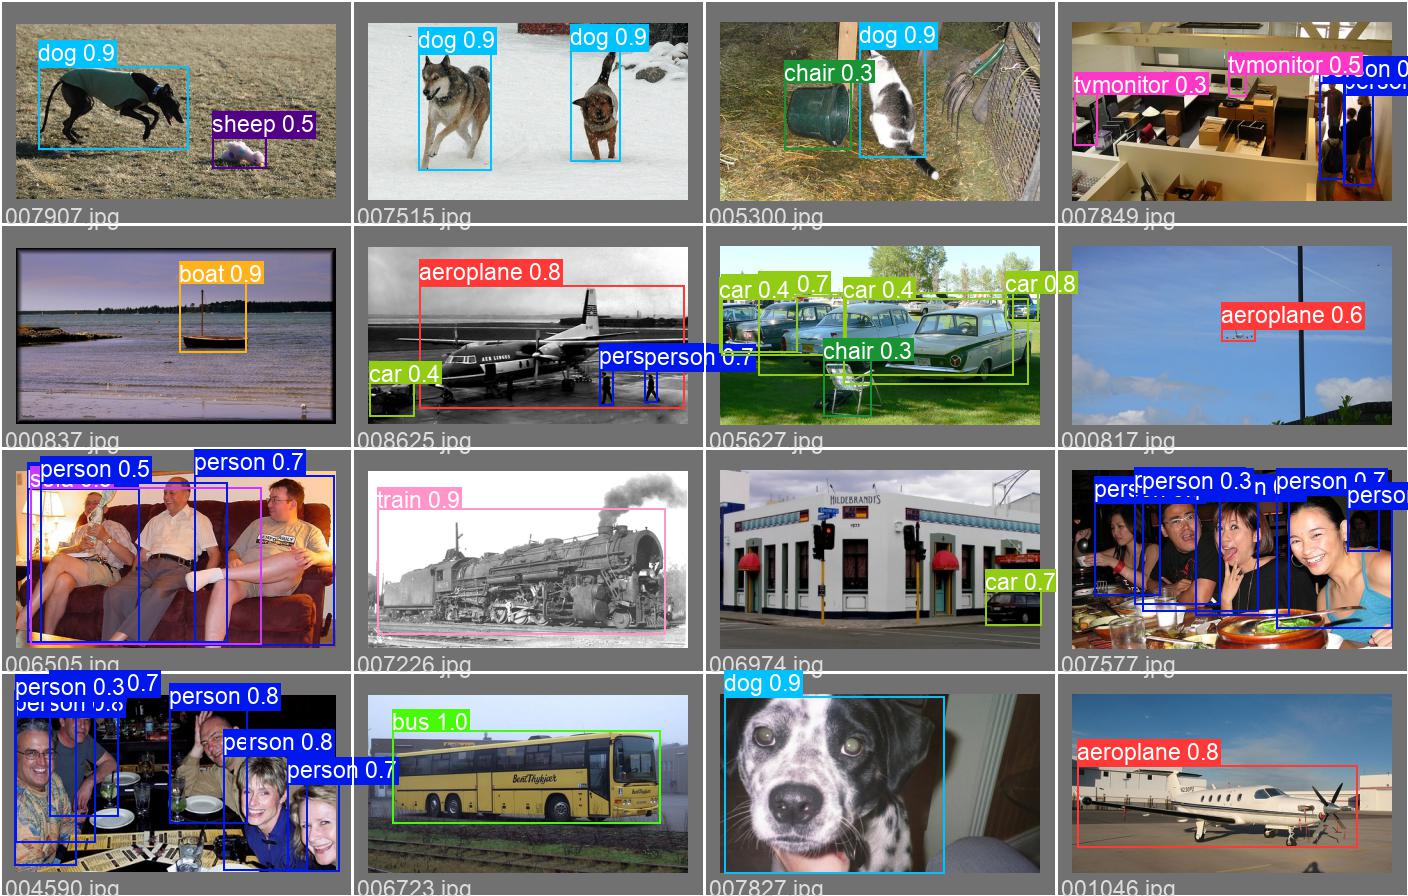 dog 0.9
sheep 0.5
007907.jpg
dog 0.9
dog 0.9
007515.jpg
dog 0.9
chair 0.3
005300.jpg
tvmonitor 0.5
tvmonitor 0.3
person 0.
person
007849.jpg
boat 0.9
000837.jpg
aeroplane 0.8
AER LINGUS
pers
person 0.7
car 0.4
008625.jpg
car 0.4
0.7
car 0.4
car 0.8
chair 0.3
005627.jpg
aeroplane 0.6
000817.jpg
person 0.5
person 0.7
006505.jpg
train 0.9
007226.jpg
HILDEBRANDT'S
car 0.7
006974.jpg
pers
person 0.3
person 0.7
person
007577.jpg
person 0.3
0.7
person 0.8
person 0.8
person 0.8
person 0.7
004590.jpg
bus 1.0
BentThykjær
006723.jpg
dog 0.9
007827.jpg
aeroplane 0.8
001046.jpg